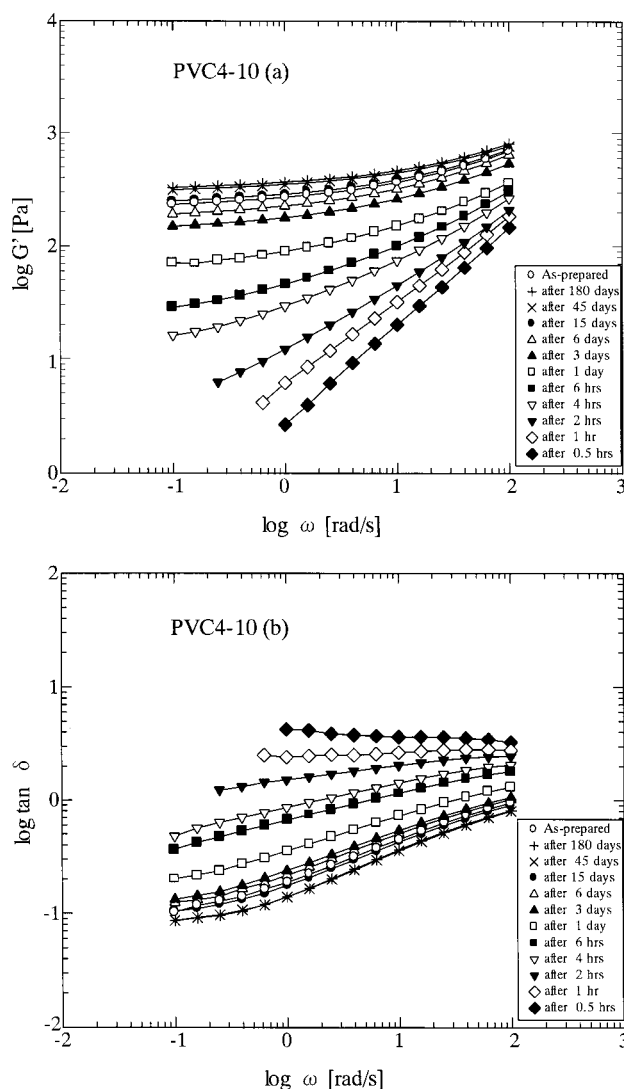 4
PVC4-10 (a)
3
log G' [Pa]
2
1
0
-2
-1
0
1
2
3
log ω [rad/s]
As-prepared
after 180 days
after 45 days
after 15 days
after 6 days
after 3 days
after 1 day
after 6 hrs
after 4 hrs
after 2 hrs
after 1 hr
after 0.5 hrs
2
PVC4-10 (b)
1
log tan δ
0
-1
-2
-2
-1
0
1
2
3
log ω [rad/s]
As-prepared
after 180 days
after 45 days
after 15 days
after 6 days
after 3 days
after 1 day
after 6 hrs
after 4 hrs
after 2 hrs
after 1 hr
after 0.5 hrs